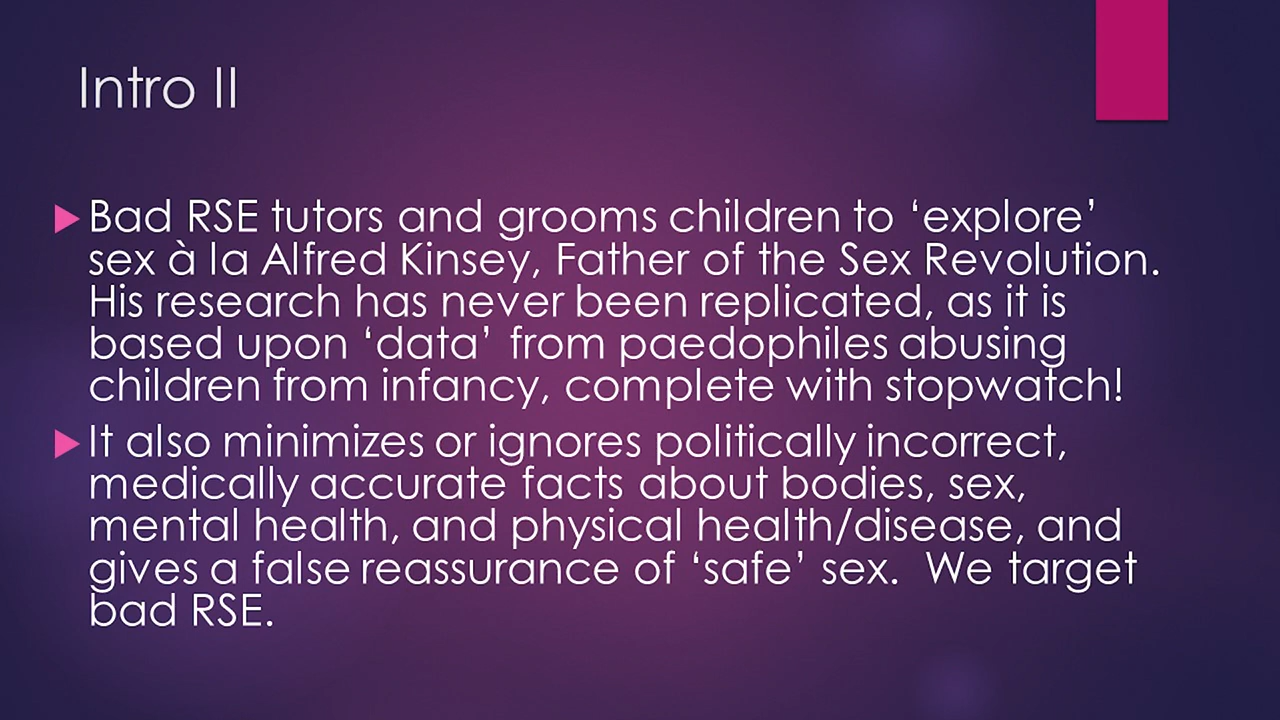 Intro II
Bad RSE tutors and grooms children to ‘explore’
sex à la Alfred Kinsey, Father of the Sex Revolution.
His research has never been replicated, as it is
based upon ‘data’ from paedophiles abusing
children from infancy, complete with stopwatch!
It also minimizes or ignores politically incorrect,
medically accurate facts about bodies, sex,
mental health, and physical health/disease, and
gives a false reassurance of ‘safe’ sex.  We target
bad RSE.